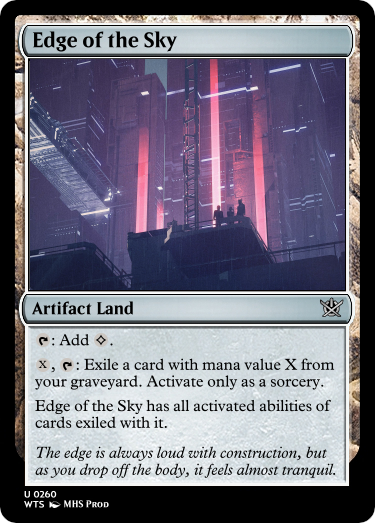 Edge of the Sky
Artifact Land
: Add .
X, : Exile a card with mana value X from
your graveyard. Activate only as a sorcery.
Edge of the Sky has all activated abilities of
cards exiled with it.
The edge is always loud with construction, but
as you drop off the body, it feels almost tranquil.
U 0260
WTS MHS Prod